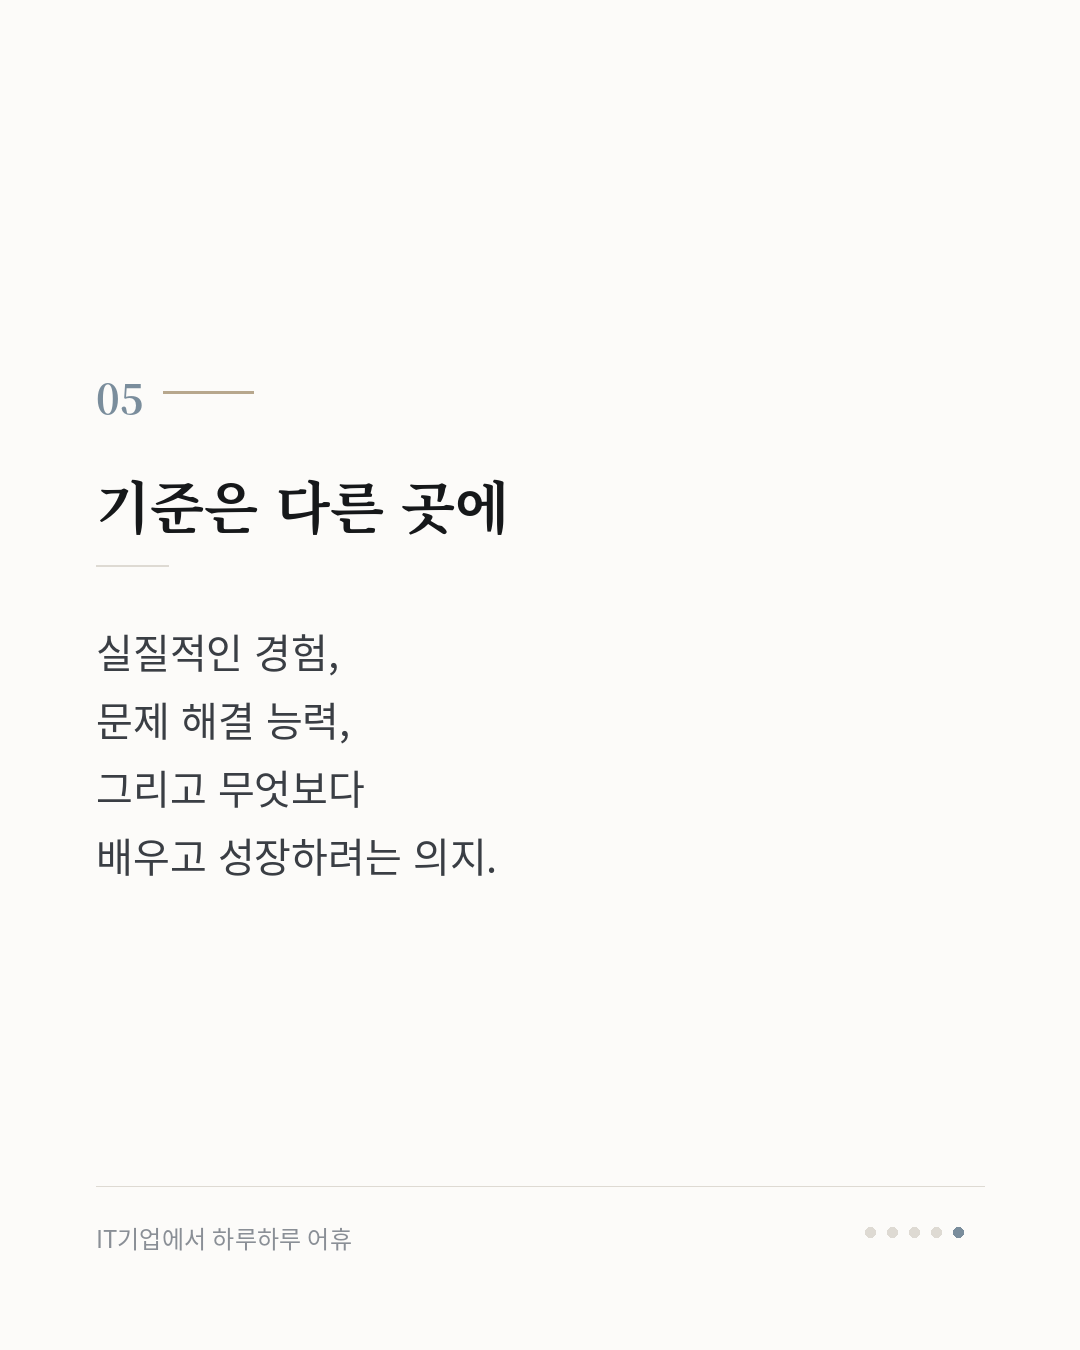 05
기준은 다른 곳에
실질적인 경험,
문제 해결 능력,
그리고 무엇보다
배우고 성장하려는 의지.
IT기업에서 하루하루 어휴